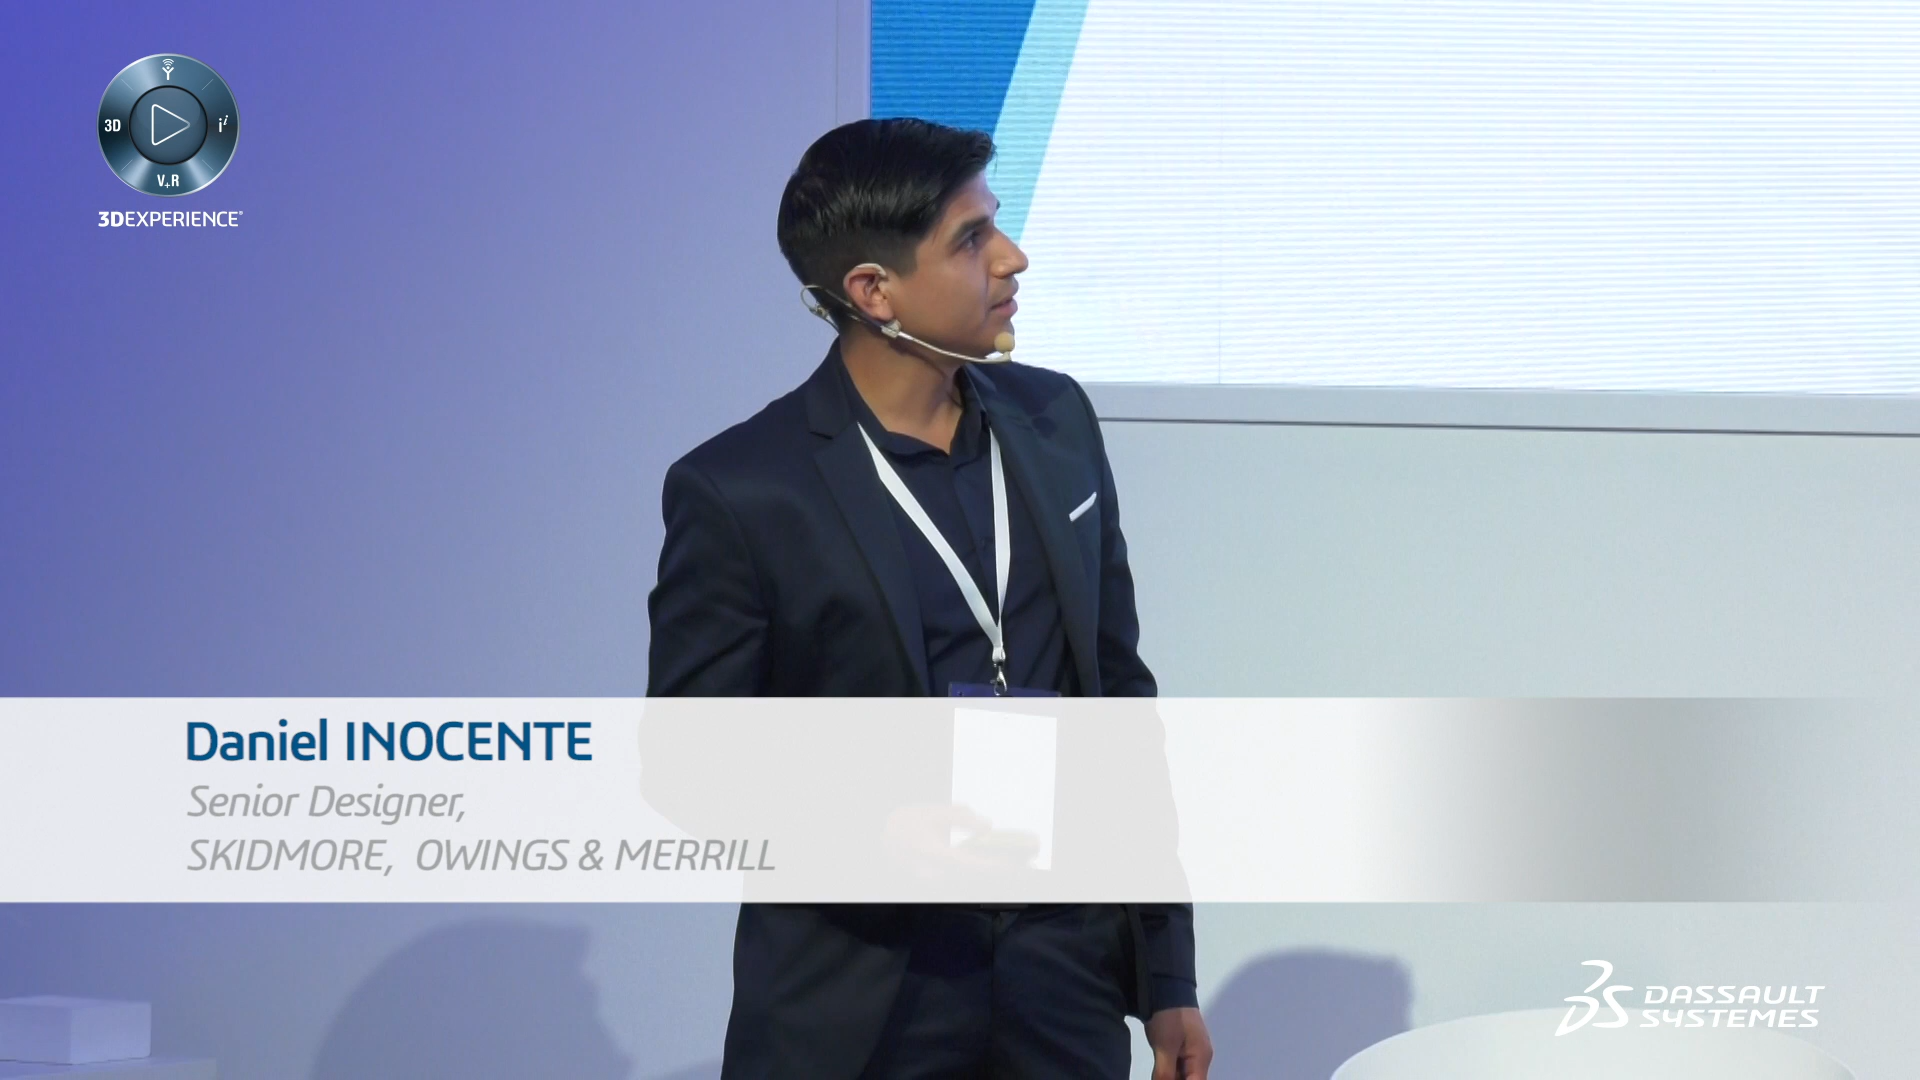 3D
i i
V+R
3DEXPERIENCE®
Daniel INOCENTE
Senior Designer,
SKIDMORE, OWINGS & MERRILL
DASSAULT
SYSTEMES